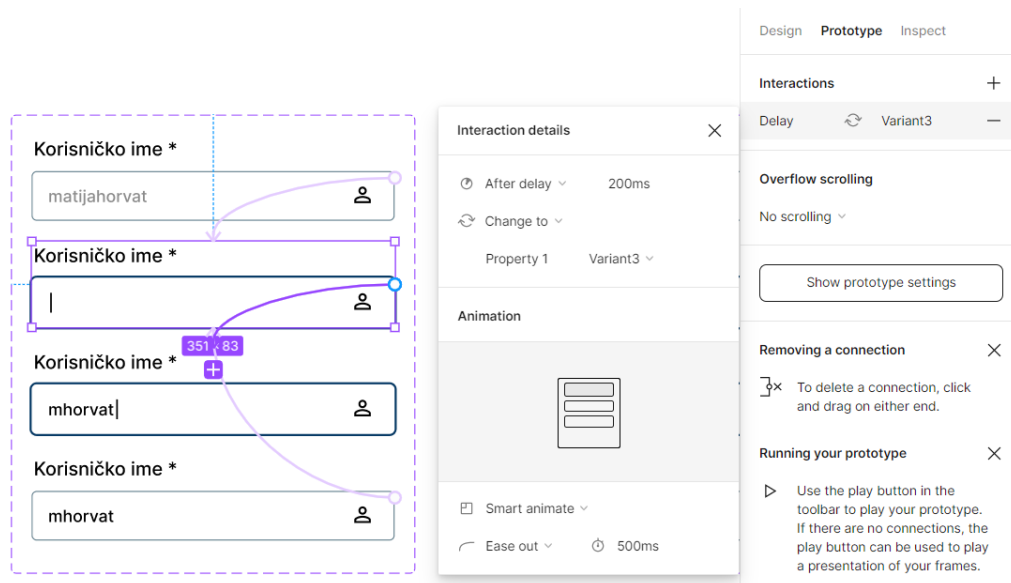 Korisničko ime *
matijahorvat
Korisničko ime *
351 × 83
Korisničko ime *
mhorvat
Korisničko ime *
mhorvat
Interaction details
After delay
200ms
Change to
Property 1
Variant3
Animation
Smart animate
Ease out
500ms
Design
Prototype
Inspect
Interactions
Delay
Variant3
Overflow scrolling
No scrolling
Show prototype settings
Removing a connection
To delete a connection, click
and drag on either end.
Running your prototype
Use the play button in the
toolbar to play your prototype.
If there are no connections, the
play button can be used to play
a presentation of your frames.